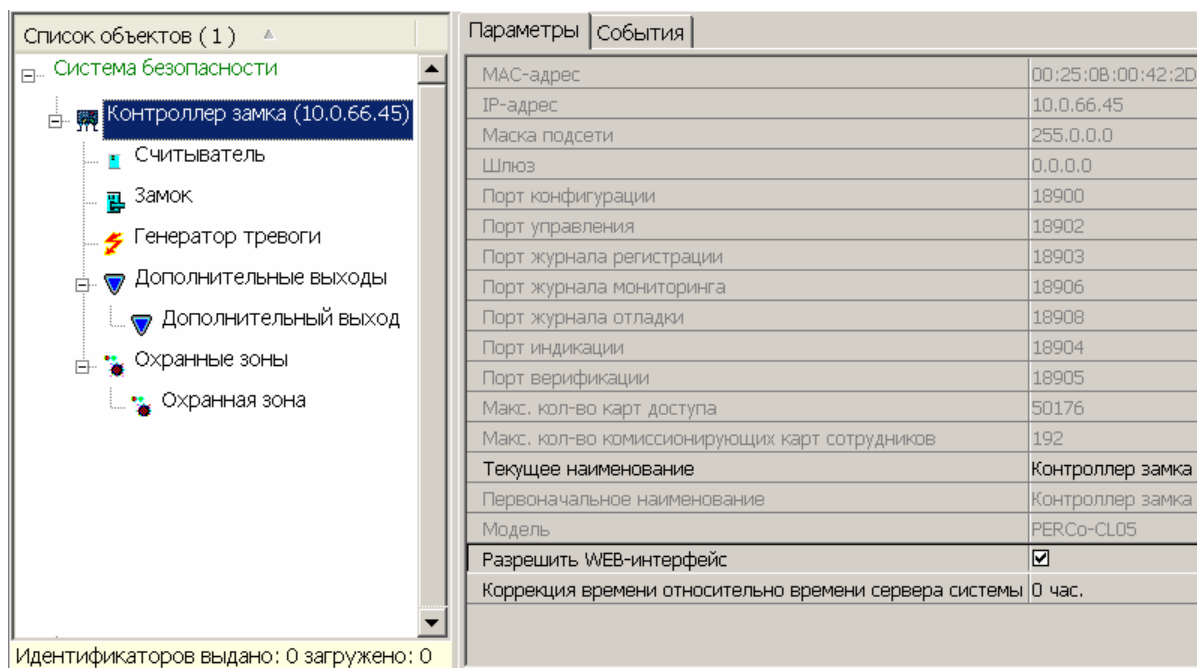 Список объектов (1)
Система безопасности
Контроллер замка (10.0.66.45)
Считыватель
Замок
Генератор тревоги
Дополнительные выходы
Дополнительный выход
Охранные зоны
Охранная зона
Идентификаторов выдано: 0 загружено: 0
Параметры События
MAC-адрес 00:25:0B:00:42:2D
IP-адрес 10.0.66.45
Маска подсети 255.0.0.0
Шлюз 0.0.0.0
Порт конфигурации 18900
Порт управления 18902
Порт журнала регистрации 18903
Порт журнала мониторинга 18906
Порт журнала отладки 18908
Порт индикации 18904
Порт верификации 18905
Макс. кол-во карт доступа 50176
Макс. кол-во комиссионирующих карт сотрудников 192
Текущее наименование Контроллер замка
Первоначальное наименование Контроллер замка
Модель PERCo-CL05
Разрешить WEB-интерфейс
Коррекция времени относительно времени сервера системы 0 час.